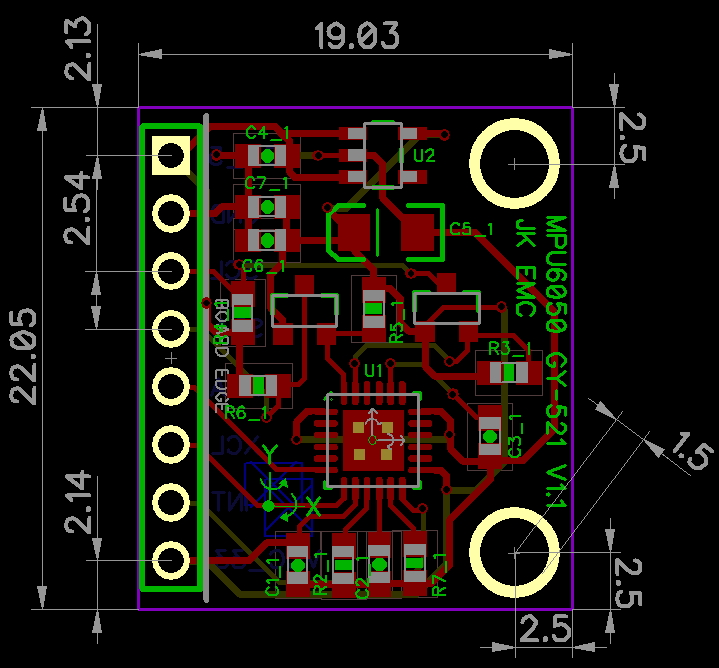 19.03
2.13
2.5
C4_1
U2
C7_1
2.54
C5_1
C6_1
MPU6050 GY-521 V1.1
JK EMC
22.05
BOARD EDGE
R5_1
R3_1
U1
R6_1
1.5
C3_1
XCL
Y
X
INT
2.14
C1_1
R2_1
C2_1
R7_1
2.5
2.5